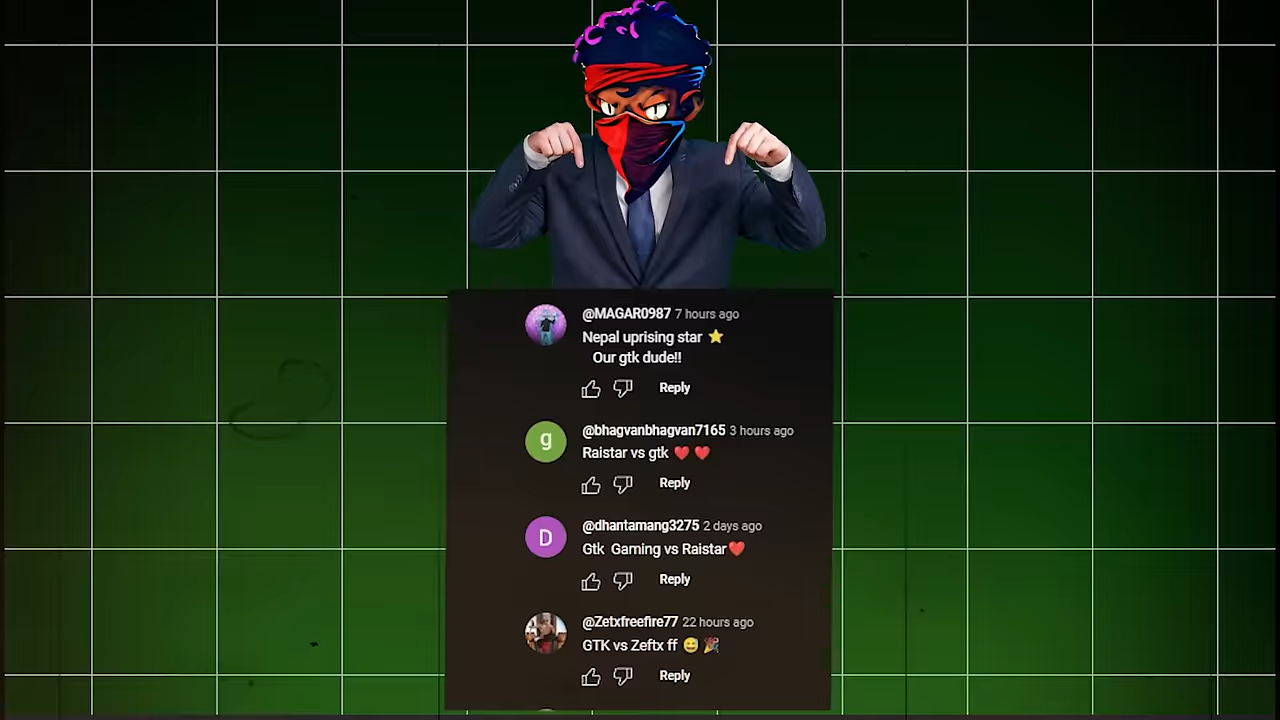 @MAGAR0987 7 hours ago
Nepal uprising star ⭐
Our gtk dude!!
Reply
g
@bhagvanbhagvan7165 3 hours ago
Raistar vs gtk ❤️ ❤️
Reply
D
@dhantamang3275 2 days ago
Gtk Gaming vs Raistar❤️
Reply
@Zetxfreefire77 22 hours ago
GTK vs Zeftx ff 😅 🎉
Reply